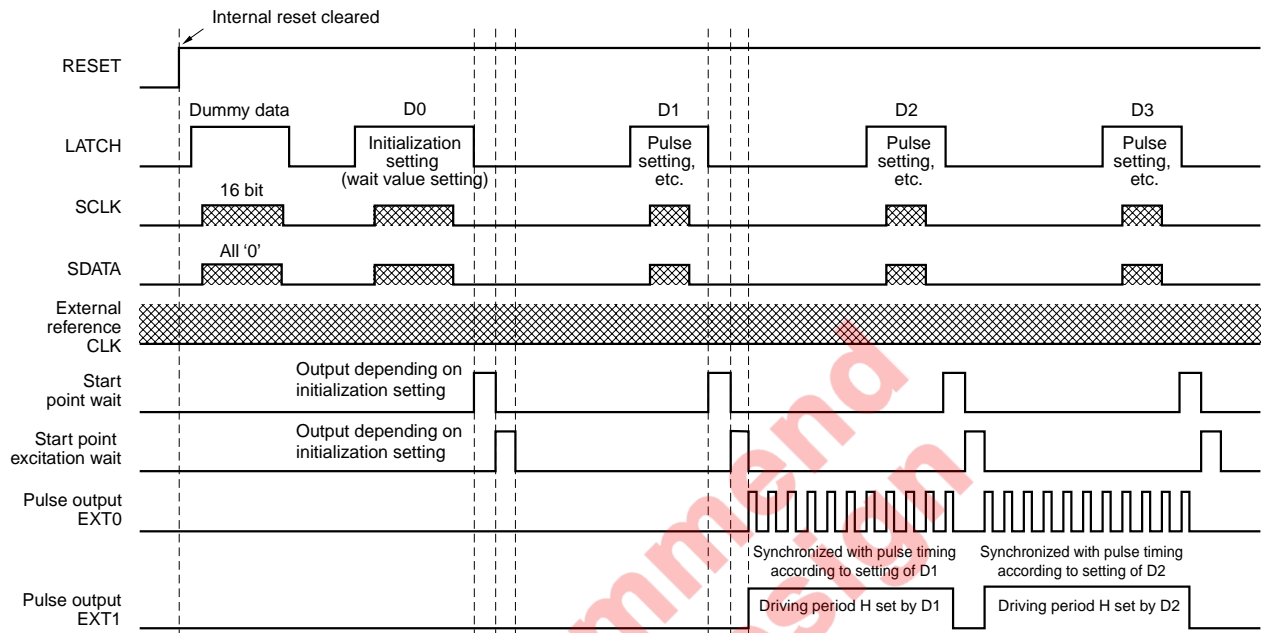 Internal reset cleared
RESET
Dummy data
D0
D1
D2
D3
LATCH
Initialization
setting
(wait value setting)
Pulse
setting,
etc.
Pulse
setting,
etc.
Pulse
setting,
etc.
16 bit
SCLK
All ‘0’
SDATA
External
reference
CLK
Start
point wait
Output depending on
initialization setting
Start point
excitation wait
Output depending on
initialization setting
Pulse output
EXT0
Synchronized with pulse timing
according to setting of D1
Synchronized with pulse timing
according to setting of D2
Pulse output
EXT1
Driving period H set by D1
Driving period H set by D2